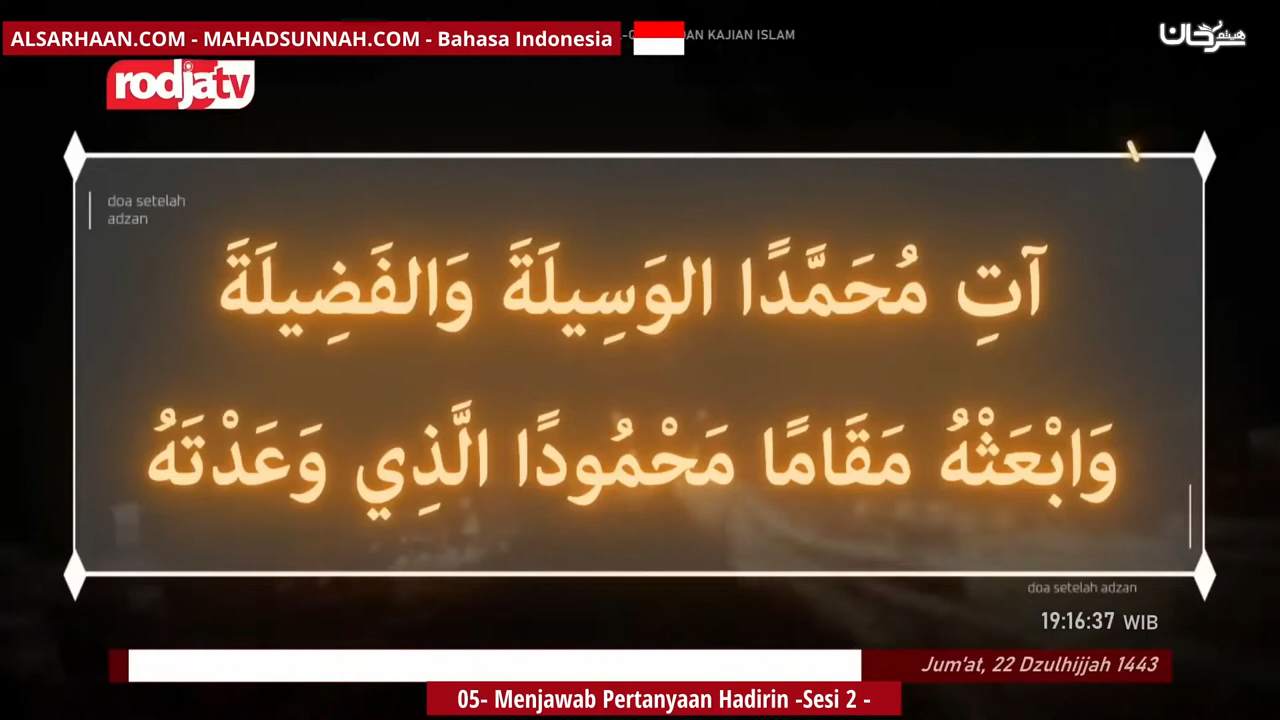 ALSARHAAN.COM - MAHADSUNNAH.COM - Bahasa Indonesia
KAJIAN ISLAM
هيثم سرحان
rodjatv
doa setelah
adzan
آتِ مُحَمَّدًا الوَسِيلَةَ وَالفَضِيلَةَ
وَابْعَثْهُ مَقَامًا مَحْمُودًا الَّذِي وَعَدْتَهُ
doa setelah adzan
19:16:37 WIB
Jum'at, 22 Dzulhijjah 1443
05- Menjawab Pertanyaan Hadirin -Sesi 2 -